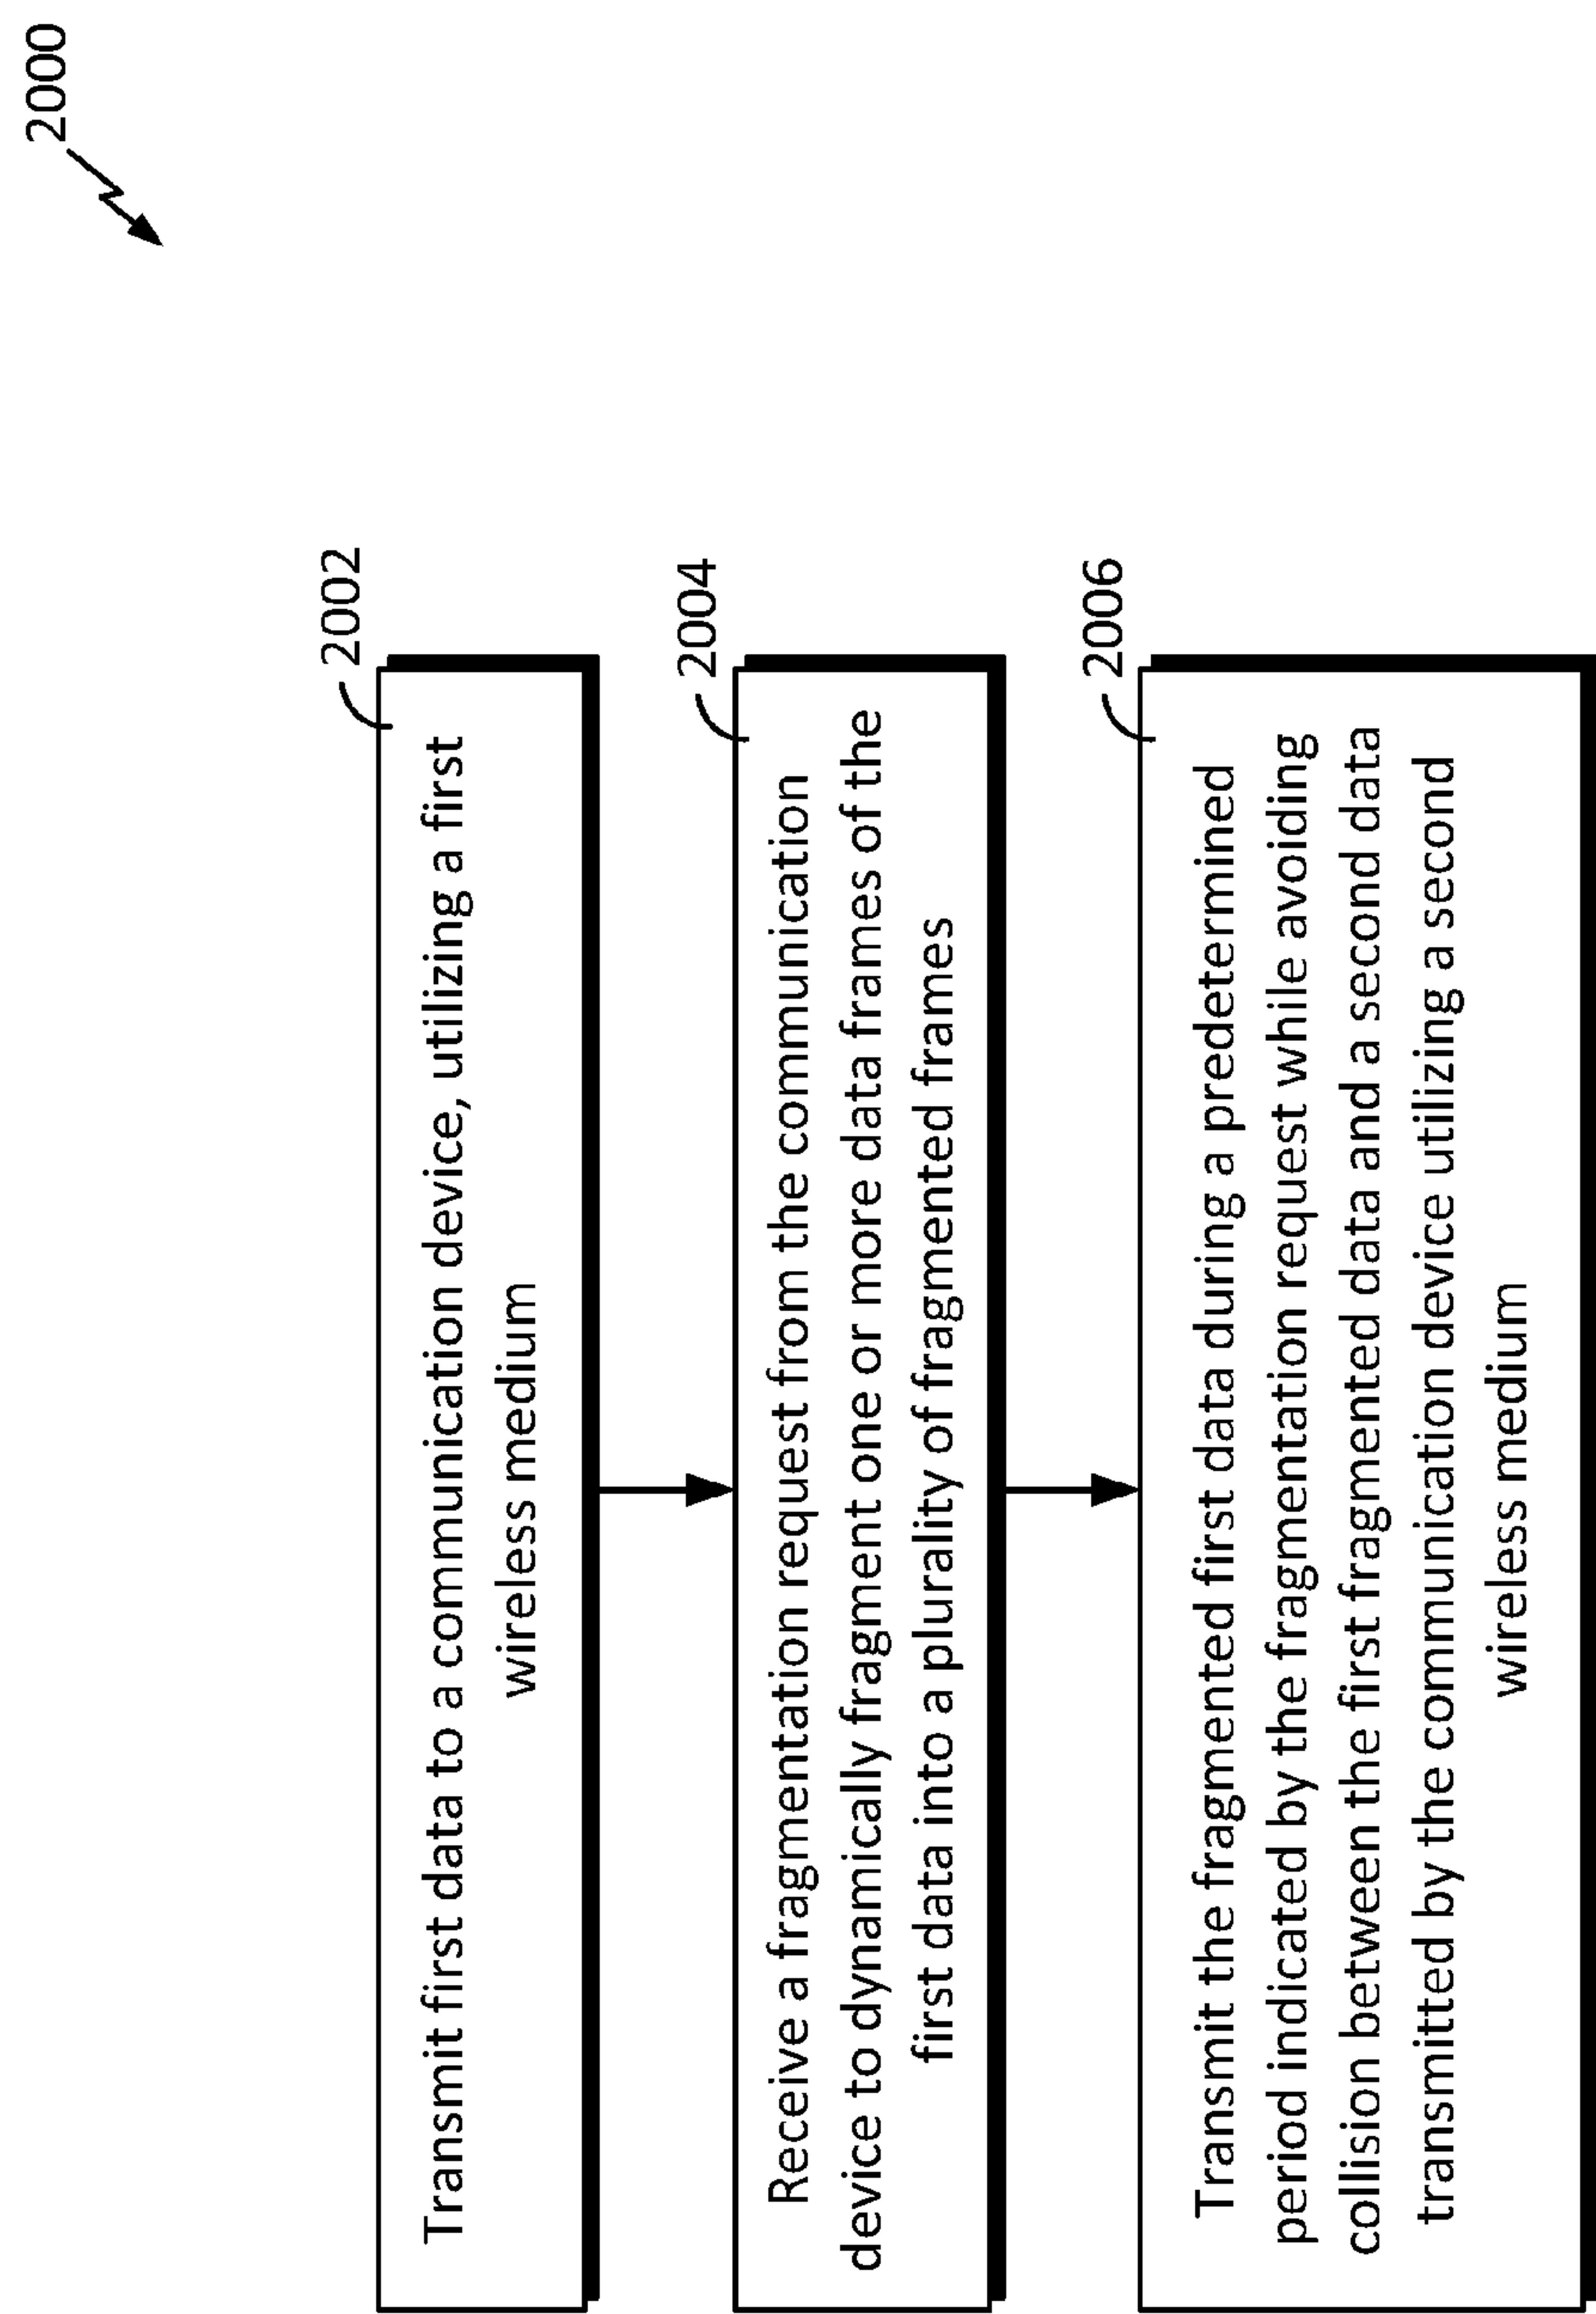 2000
2002
Transmit first data to a communication device, utilizing a first
wireless medium
2004
Receive a fragmentation request from the communication
device to dynamically fragment one or more data frames of the
first data into a plurality of fragmented frames
2006
Transmit the fragmented first data during a predetermined
period indicated by the fragmentation request while avoiding
collision between the first fragmented data and a second data
transmitted by the communication device utilizing a second
wireless medium